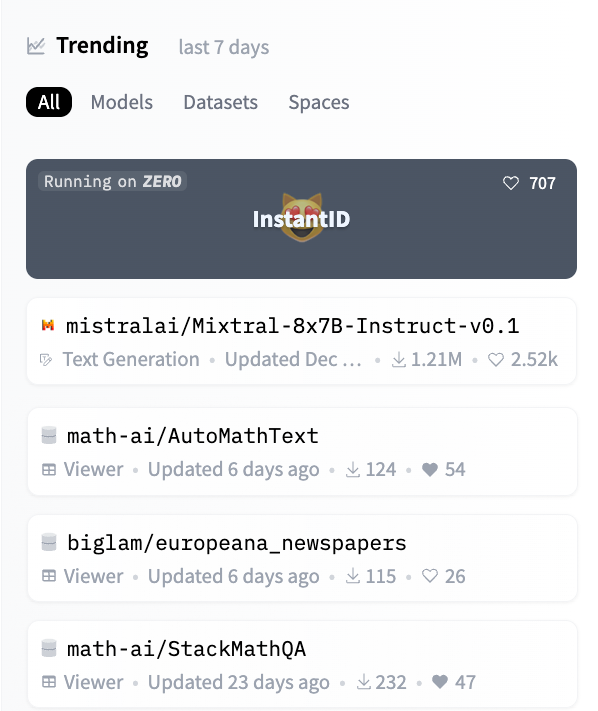 Trending last 7 days
All Models Datasets Spaces
Running on ZERO 707
InstantID
mistralai/Mixtral-8x7B-Instruct-v0.1
Text Generation • Updated Dec ... • 1.21M • 2.52k
math-ai/AutoMathText
Viewer • Updated 6 days ago • 124 • 54
biglam/europeana_newspapers
Viewer • Updated 6 days ago • 115 • 26
math-ai/StackMathQA
Viewer • Updated 23 days ago • 232 • 47